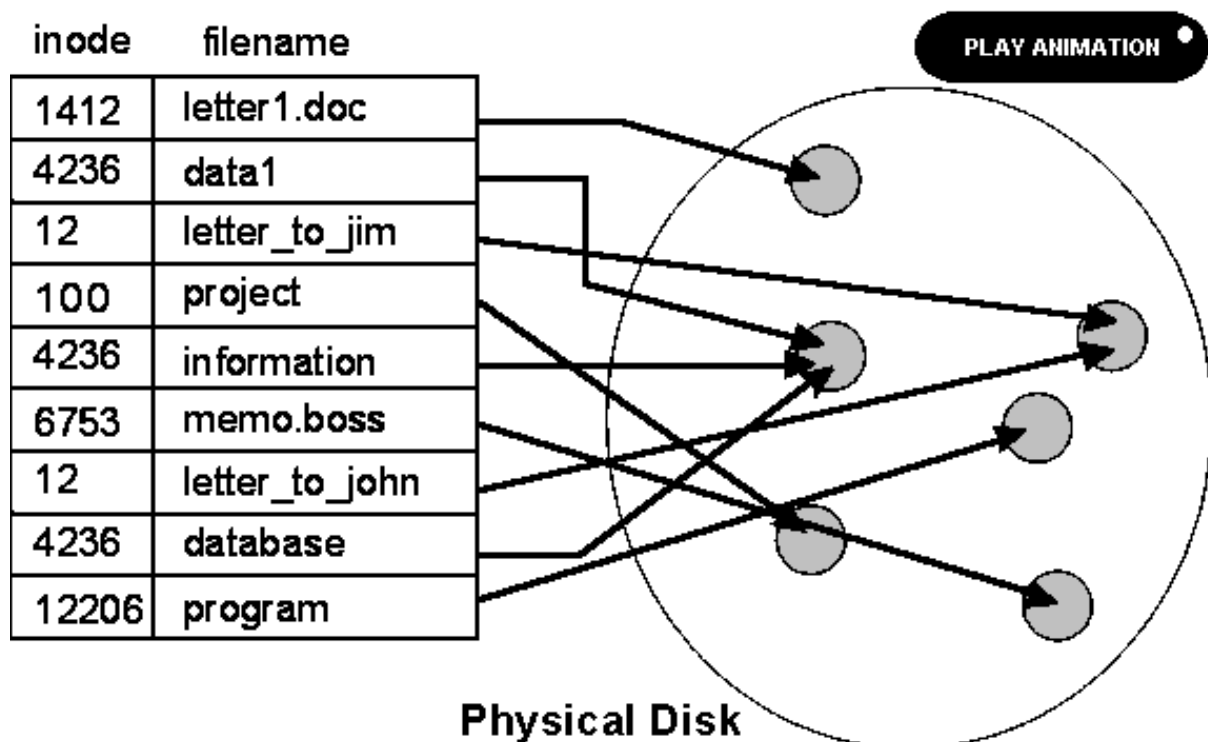 inode filename
PLAY ANIMATION
1412 letter1.doc
4236 data1
12 letter_to_jim
100 project
4236 information
6753 memo.boss
12 letter_to_john
4236 database
12206 program
Physical Disk